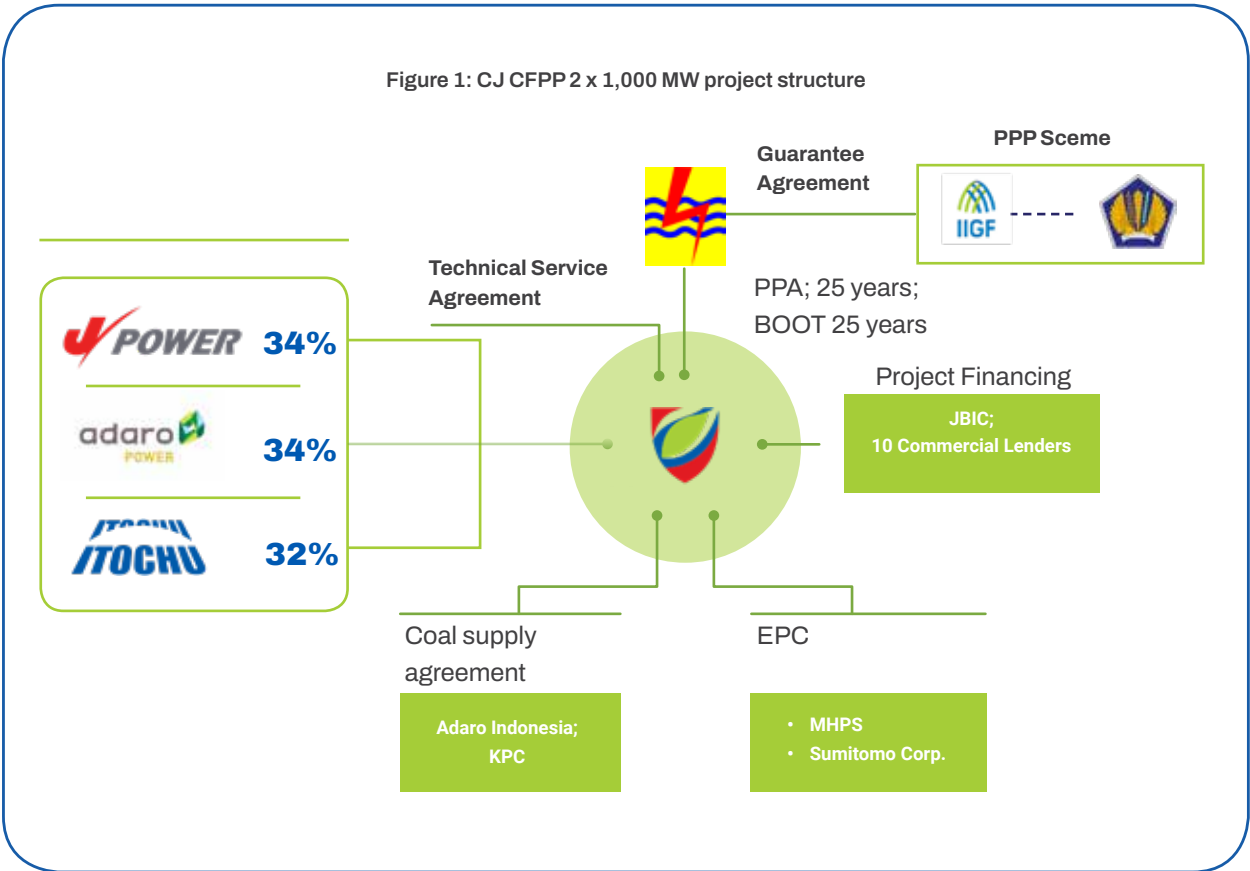 Figure 1: CJ CFPP 2 x 1,000 MW project structure
PPP Sceme
Guarantee
Agreement
IIGF
Technical Service
Agreement
PPA; 25 years;
BOOT 25 years
POWER 34%
adaro
POWER
34%
ITOCHU
ITOCHU
32%
Project Financing
JBIC;
10 Commercial Lenders
Coal supply
agreement
Adaro Indonesia;
KPC
EPC
• MHPS
• Sumitomo Corp.